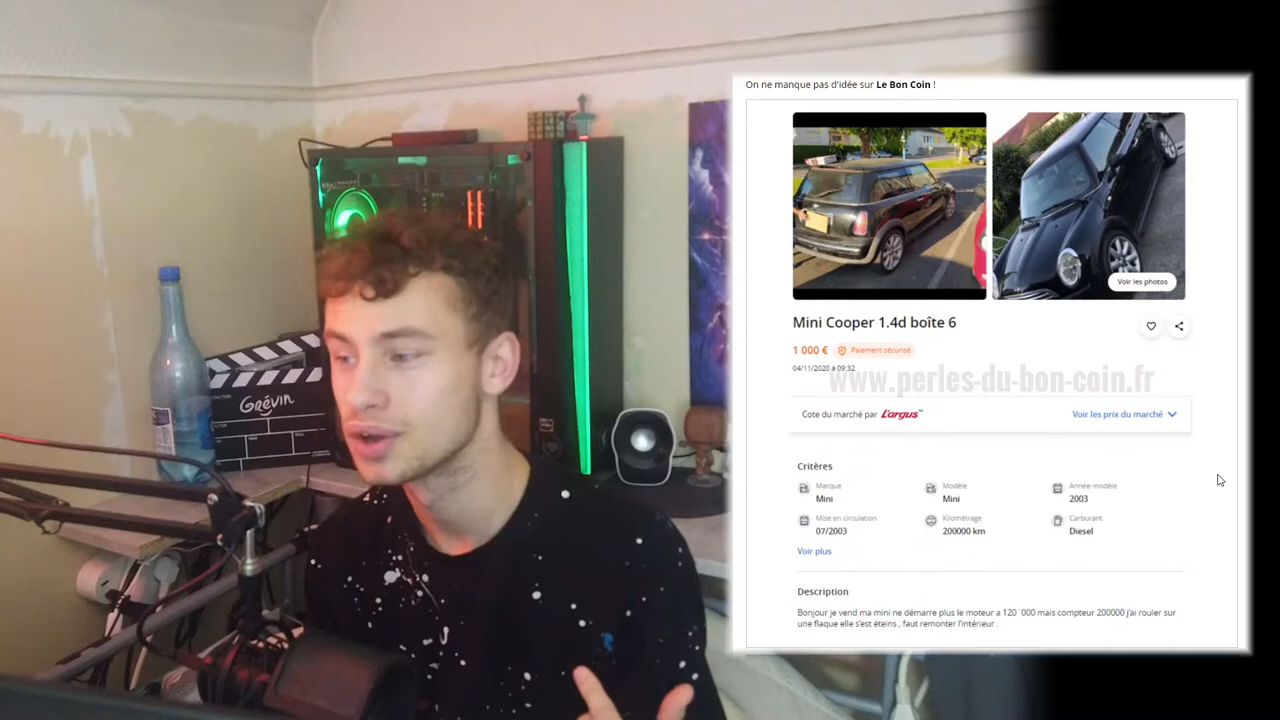 On ne manque pas d'idée sur Le Bon Coin !
Voir les photos
Mini Cooper 1.4d boîte 6
1 000 €
Paiement sécurisé
04/11/2020 à 09:32
www.perles-du-bon-coin.fr
Cote du marché par L'argus™
Voir les prix du marché
Critères
Marque
Modèle
Année-modèle
Mini
Mini
2003
Mise en circulation
Kilométrage
Carburant
07/2003
200000 km
Diesel
Voir plus
Description
Bonjour je vend ma mini ne démarre plus le moteur a 120`000 mais compteur 200000 j'ai rouler sur
une flaque elle s'est éteins , faut remonter l'intérieur .
Grévin